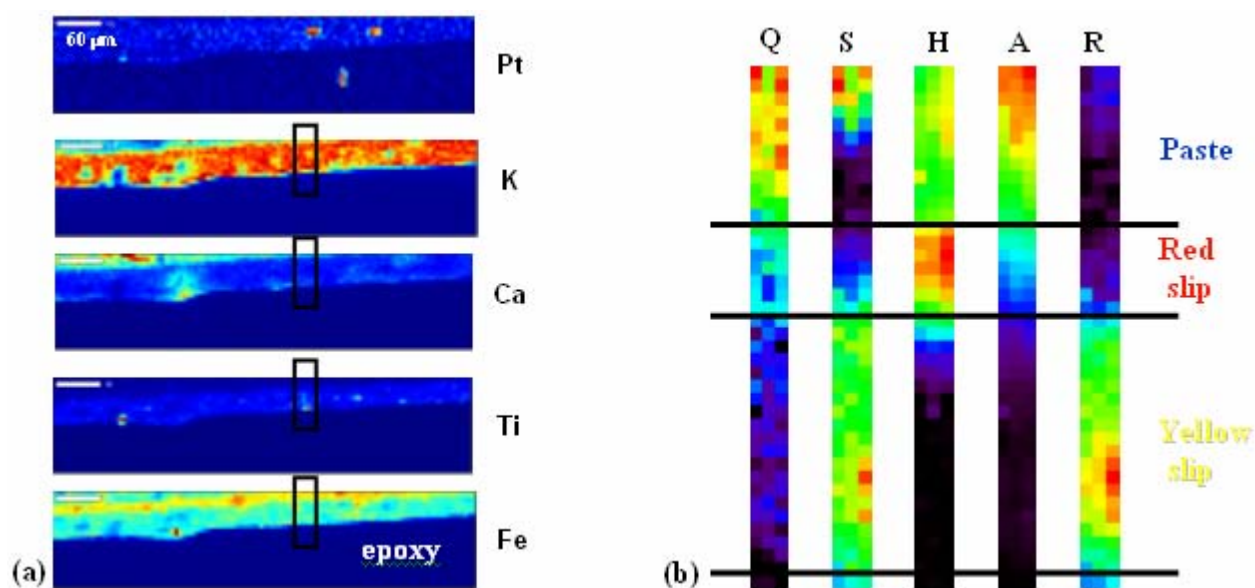 60 µm.
Pt
K
Ca
Ti
Fe
epoxy
(a)
Q S H A R
Paste
Red
slip
Yellow
slip
(b)